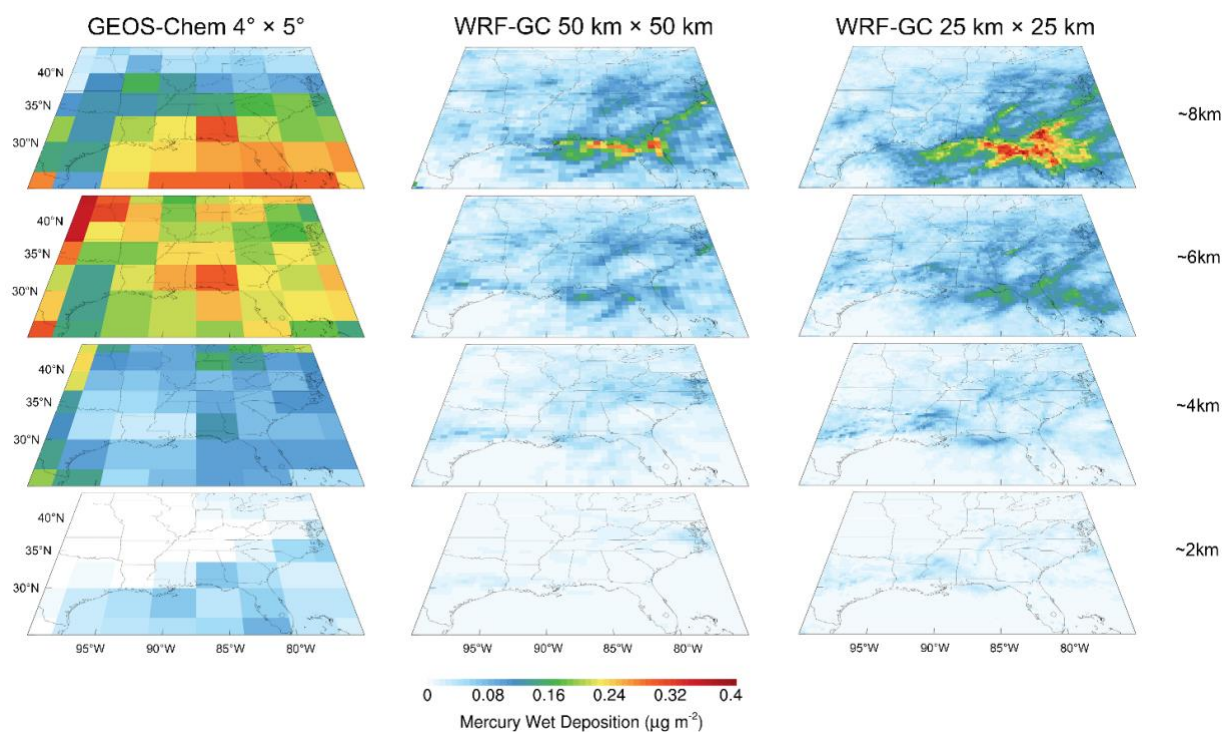 GEOS-Chem 4° × 5° WRF-GC 50 km × 50 km WRF-GC 25 km × 25 km
40°N
35°N
30°N
~8km
40°N
35°N
30°N
~6km
40°N
35°N
30°N
~4km
40°N
35°N
30°N
~2km
95°W 90°W 85°W 80°W 95°W 90°W 85°W 80°W 95°W 90°W 85°W 80°W
0 0.08 0.16 0.24 0.32 0.4
Mercury Wet Deposition (μg m⁻²)